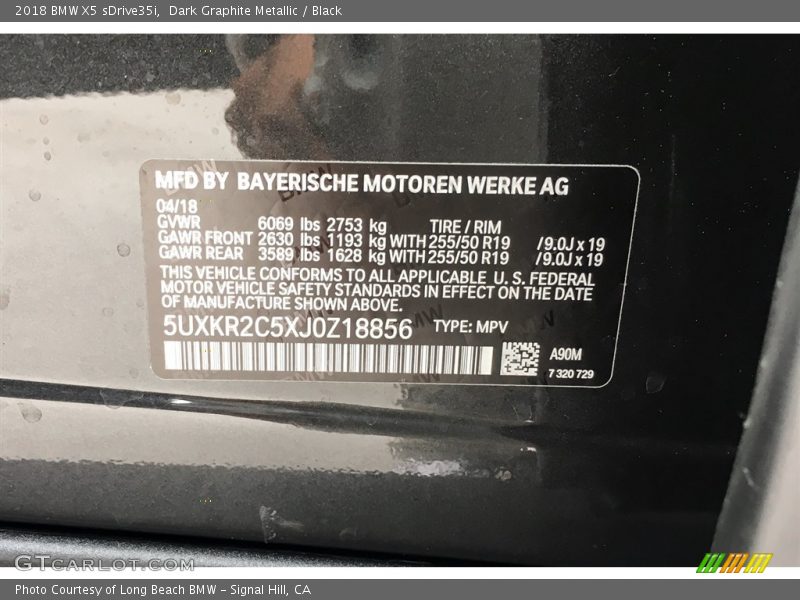 2018 BMW X5 sDrive35i, Dark Graphite Metallic / Black
MFD BY BAYERISCHE MOTOREN WERKE AG
04/18
GVWR 6069 lbs 2753 kg TIRE / RIM
GAWR FRONT 2630 lbs 1193 kg WITH 255/50 R19 /9.0J x 19
GAWR REAR 3589 lbs 1628 kg WITH 255/50 R19 /9.0J x 19
THIS VEHICLE CONFORMS TO ALL APPLICABLE U. S. FEDERAL
MOTOR VEHICLE SAFETY STANDARDS IN EFFECT ON THE DATE
OF MANUFACTURE SHOWN ABOVE.
5UXKR2C5XJ0Z18856 TYPE: MPV
A90M
7 320 729
GTCarLot.com
Photo Courtesy of Long Beach BMW - Signal Hill, CA